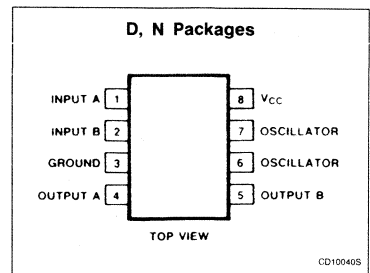 D, N Packages
INPUT A 1 8 VCC
INPUT B 2 7 OSCILLATOR
GROUND 3 6 OSCILLATOR
OUTPUT A 4 5 OUTPUT B
TOP VIEW
CD10040S